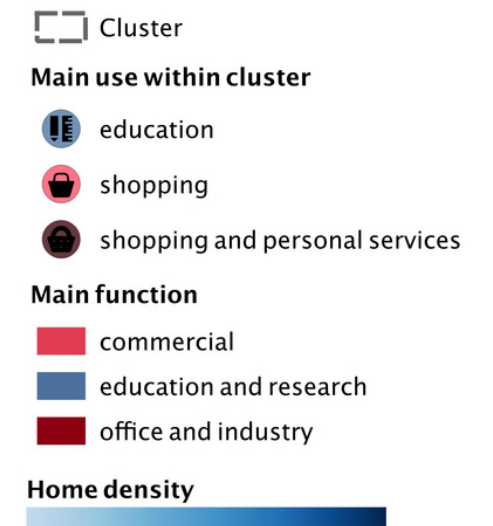 Cluster
Main use within cluster
education
shopping
shopping and personal services
Main function
commercial
education and research
office and industry
Home density